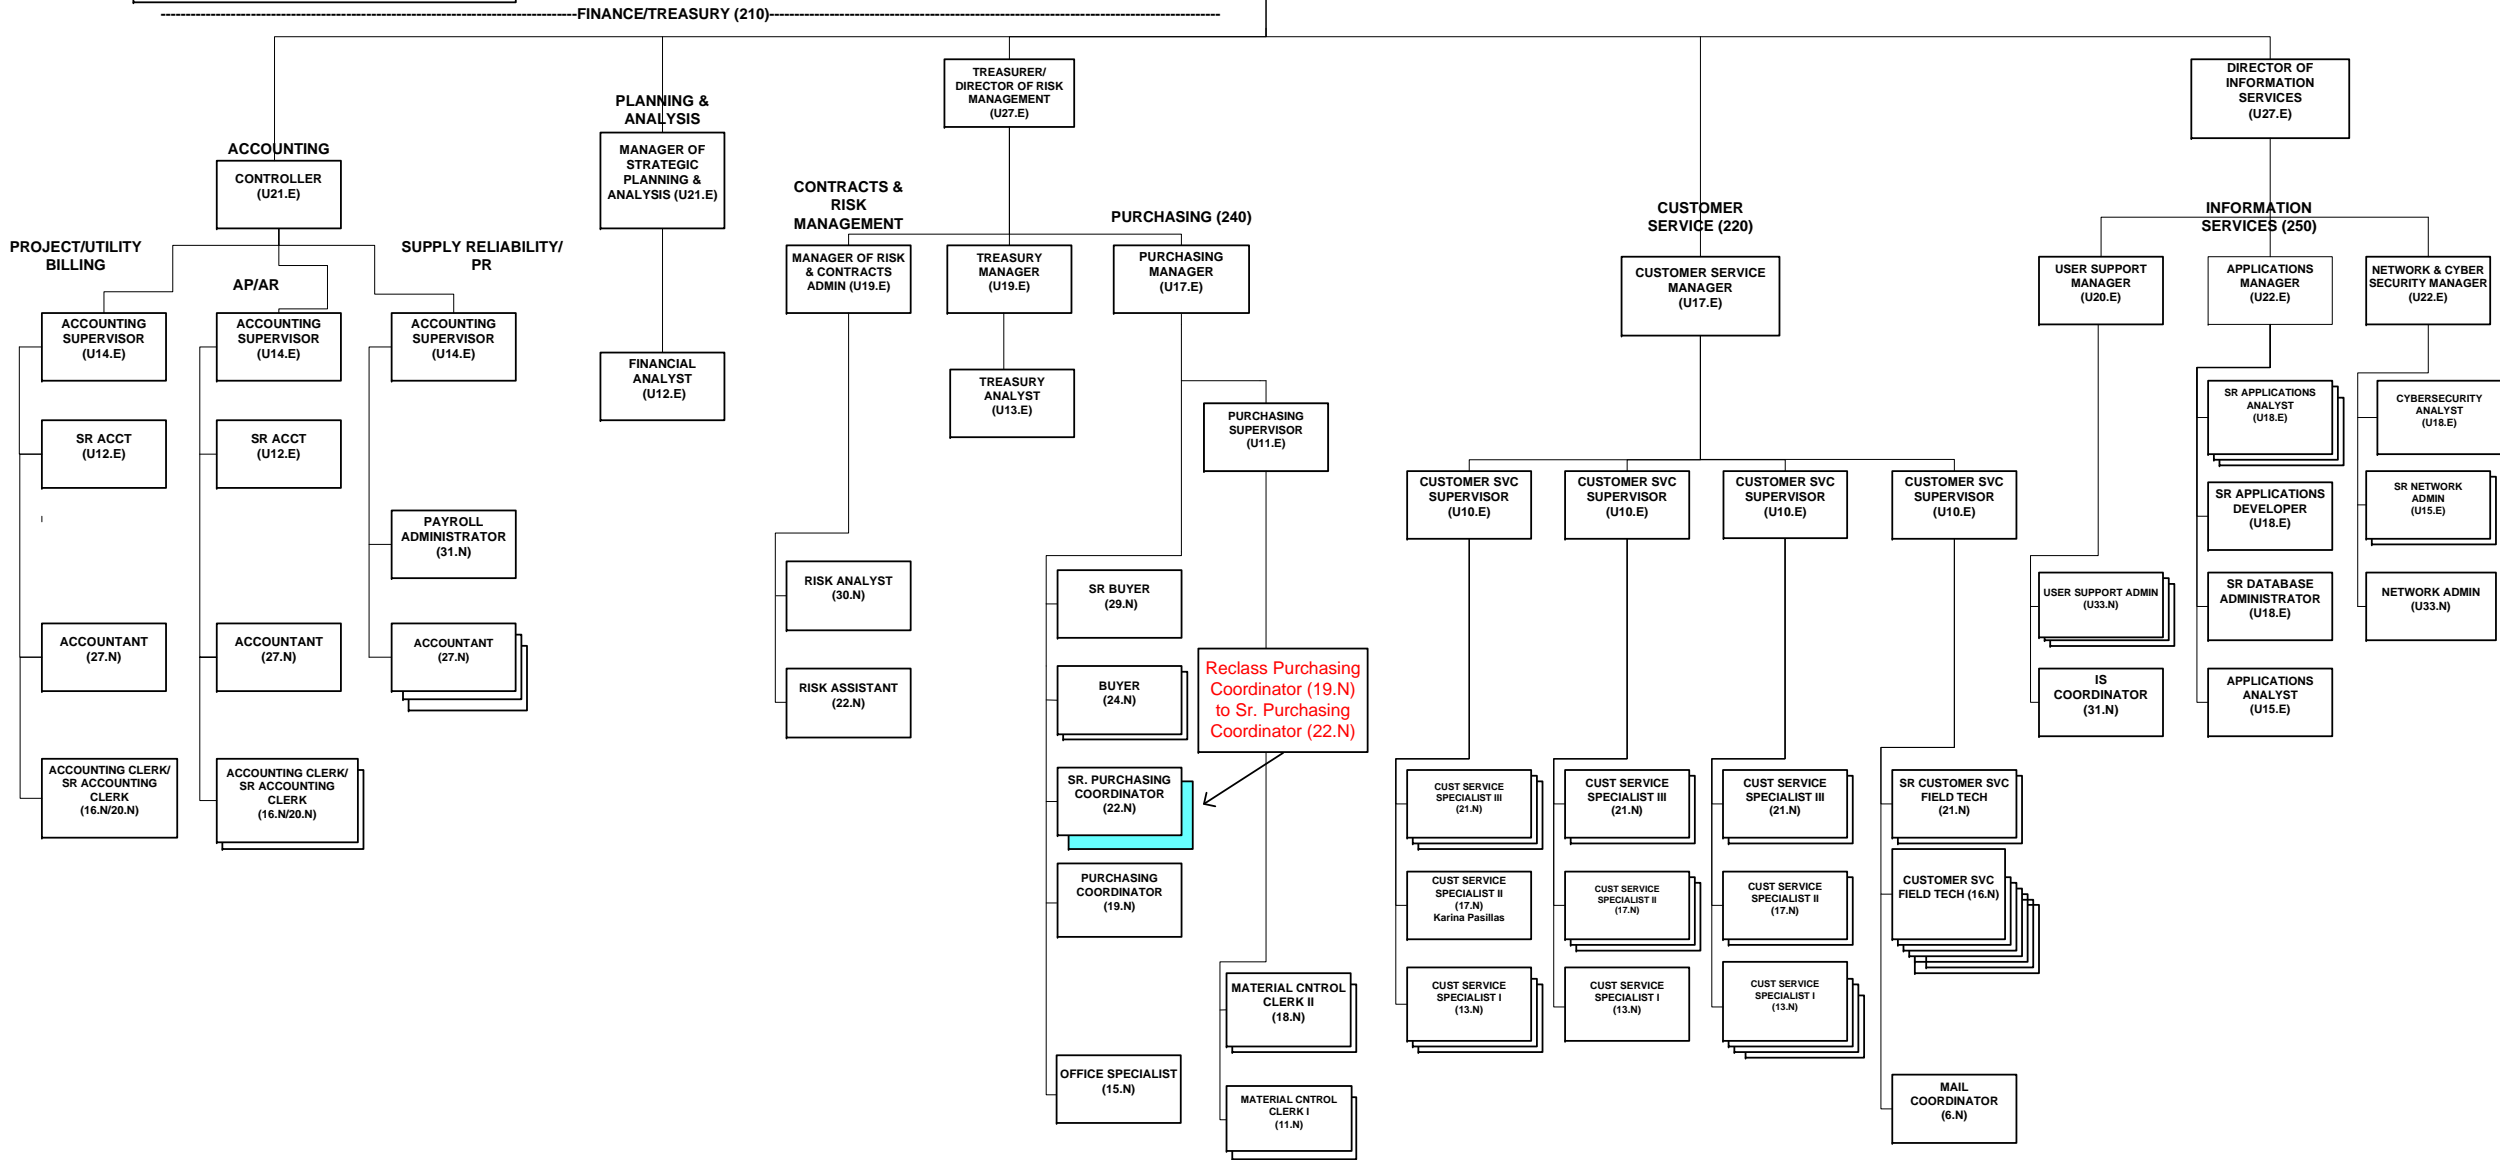 FINANCE/TREASURY (210)
TREASURER/
DIRECTOR OF RISK
MANAGEMENT
(U27.E)
DIRECTOR OF
INFORMATION
SERVICES
(U27.E)
PLANNING &
ANALYSIS
MANAGER OF
STRATEGIC
PLANNING &
ANALYSIS (U21.E)
ACCOUNTING
CONTROLLER
(U21.E)
CONTRACTS &
RISK
MANAGEMENT
PURCHASING (240)
CUSTOMER
SERVICE (220)
INFORMATION
SERVICES (250)
PROJECT/UTILITY
BILLING
AP/AR
SUPPLY RELIABILITY/
PR
MANAGER OF RISK
& CONTRACTS
ADMIN (U19.E)
TREASURY
MANAGER
(U19.E)
PURCHASING
MANAGER
(U17.E)
CUSTOMER SERVICE
MANAGER
(U17.E)
USER SUPPORT
MANAGER
(U20.E)
APPLICATIONS
MANAGER
(U22.E)
NETWORK & CYBER
SECURITY MANAGER
(U22.E)
ACCOUNTING
SUPERVISOR
(U14.E)
ACCOUNTING
SUPERVISOR
(U14.E)
ACCOUNTING
SUPERVISOR
(U14.E)
FINANCIAL
ANALYST
(U12.E)
TREASURY
ANALYST
(U13.E)
PURCHASING
SUPERVISOR
(U11.E)
SR APPLICATIONS
ANALYST
(U18.E)
CYBERSECURITY
ANALYST
(U18.E)
SR ACCT
(U12.E)
SR ACCT
(U12.E)
CUSTOMER SVC
SUPERVISOR
(U10.E)
CUSTOMER SVC
SUPERVISOR
(U10.E)
CUSTOMER SVC
SUPERVISOR
(U10.E)
CUSTOMER SVC
SUPERVISOR
(U10.E)
SR APPLICATIONS
DEVELOPER
(U18.E)
SR NETWORK
ADMIN
(U15.E)
PAYROLL
ADMINISTRATOR
(31.N)
RISK ANALYST
(30.N)
SR BUYER
(29.N)
USER SUPPORT ADMIN
(U33.N)
SR DATABASE
ADMINISTRATOR
(U18.E)
NETWORK ADMIN
(U33.N)
ACCOUNTANT
(27.N)
ACCOUNTANT
(27.N)
ACCOUNTANT
(27.N)
RISK ASSISTANT
(22.N)
BUYER
(24.N)
Reclass Purchasing
Coordinator (19.N)
to Sr. Purchasing
Coordinator (22.N)
IS
COORDINATOR
(31.N)
APPLICATIONS
ANALYST
(U15.E)
ACCOUNTING CLERK/
SR ACCOUNTING
CLERK
(16.N/20.N)
ACCOUNTING CLERK/
SR ACCOUNTING
CLERK
(16.N/20.N)
SR. PURCHASING
COORDINATOR
(22.N)
CUST SERVICE
SPECIALIST III
(21.N)
CUST SERVICE
SPECIALIST III
(21.N)
CUST SERVICE
SPECIALIST III
(21.N)
SR CUSTOMER SVC
FIELD TECH
(21.N)
PURCHASING
COORDINATOR
(19.N)
CUST SERVICE
SPECIALIST II
(17.N)
Karina Pasillas
CUST SERVICE
SPECIALIST II
(17.N)
CUST SERVICE
SPECIALIST II
(17.N)
CUSTOMER SVC
FIELD TECH (16.N)
MATERIAL CNTROL
CLERK II
(18.N)
CUST SERVICE
SPECIALIST I
(13.N)
CUST SERVICE
SPECIALIST I
(13.N)
CUST SERVICE
SPECIALIST I
(13.N)
OFFICE SPECIALIST
(15.N)
MATERIAL CNTROL
CLERK I
(11.N)
MAIL
COORDINATOR
(6.N)